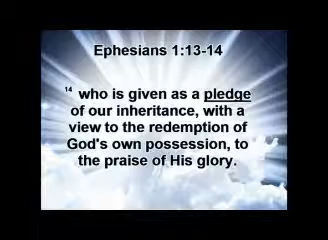 Ephesians 1:13-14
14 who is given as a pledge
of our inheritance, with a
view to the redemption of
God's own possession, to
the praise of His glory.